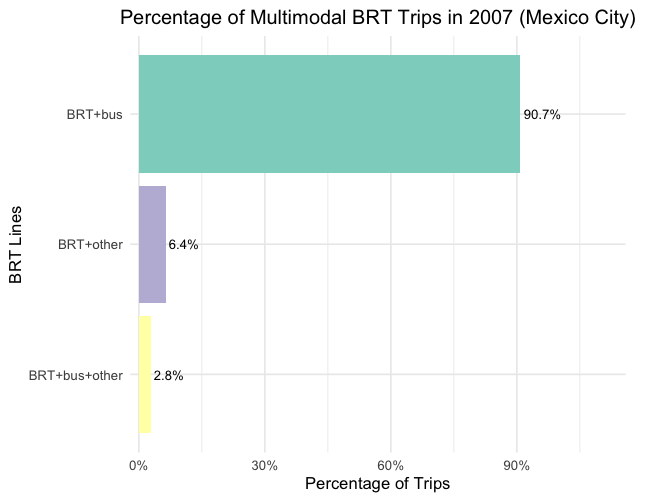 Percentage of Multimodal BRT Trips in 2007 (Mexico City)
BRT Lines
BRT+bus
90.7%
BRT+other
6.4%
BRT+bus+other
2.8%
0% 30% 60% 90%
Percentage of Trips